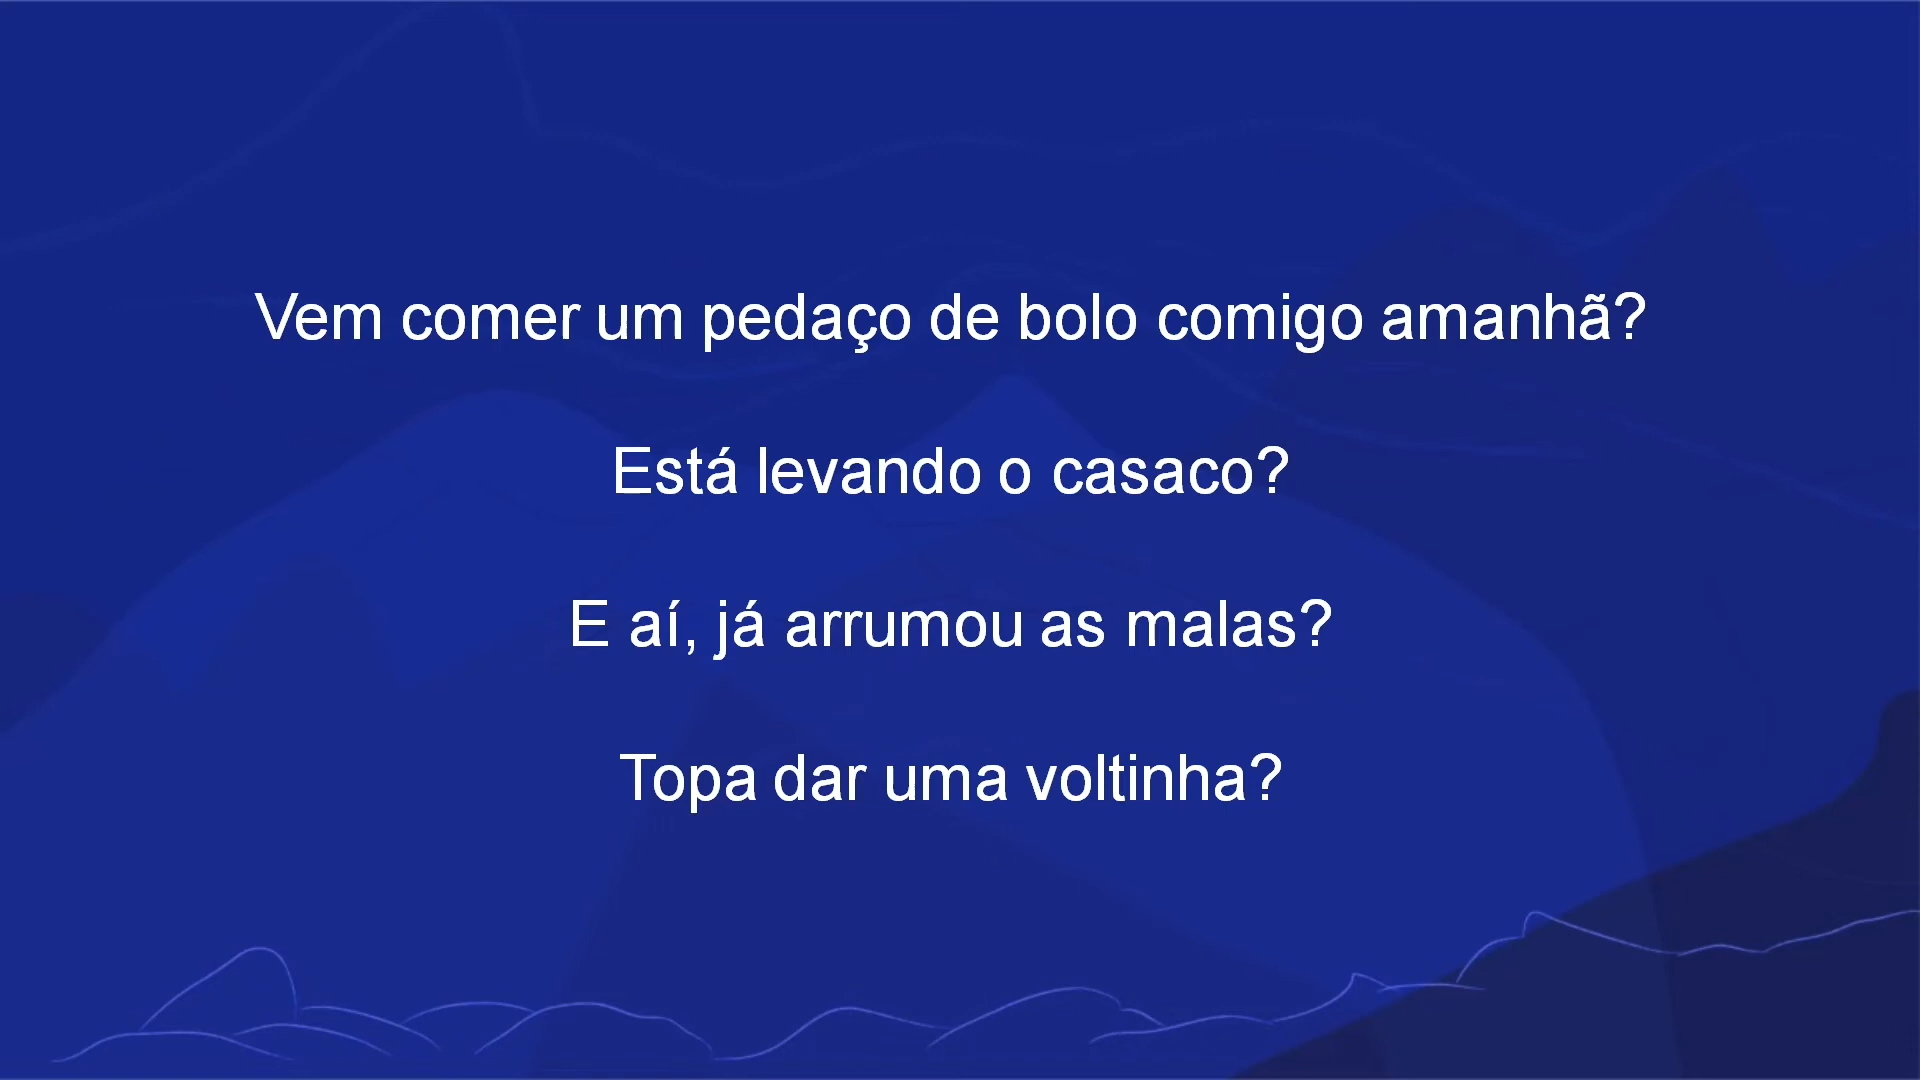 Vem comer um pedaço de bolo comigo amanhã?
Está levando o casaco?
E aí, já arrumou as malas?
Topa dar uma voltinha?